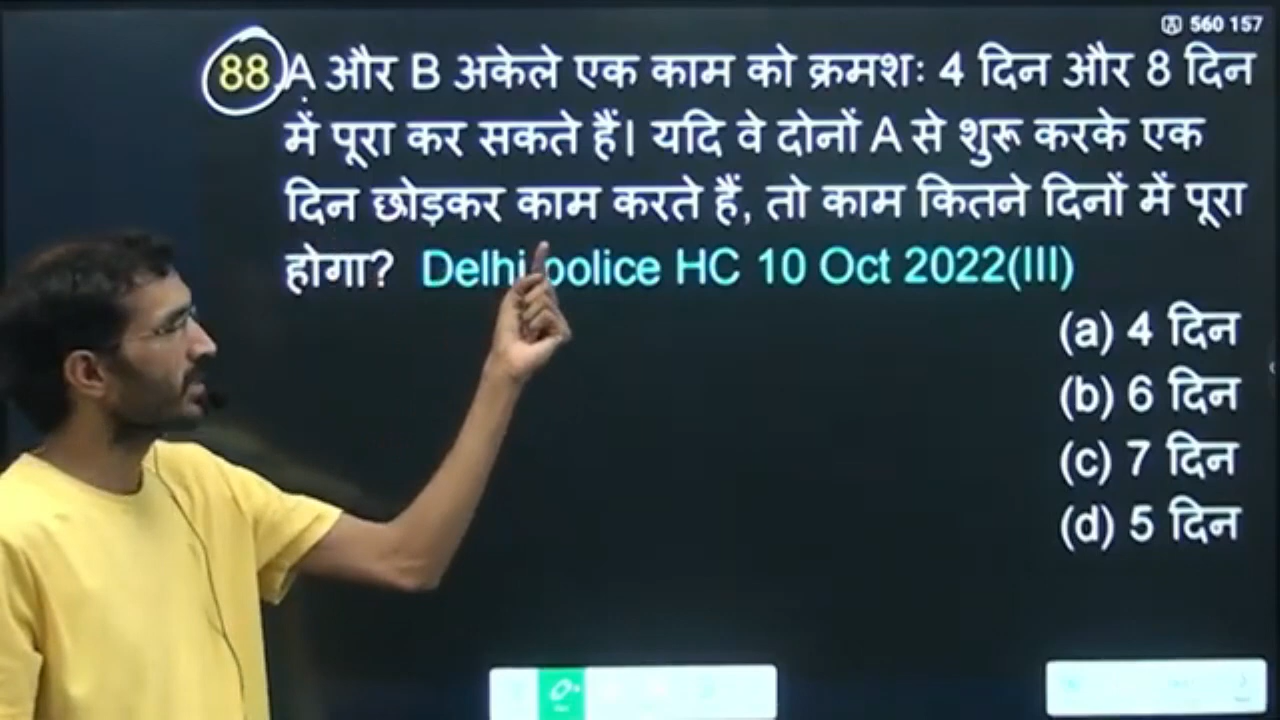 560 157
88. A और B अकेले एक काम को क्रमशः 4 दिन और 8 दिन
में पूरा कर सकते हैं। यदि वे दोनों A से शुरू करके एक
दिन छोड़कर काम करते हैं, तो काम कितने दिनों में पूरा
होगा? Delhi police HC 10 Oct 2022(III)
(a) 4 दिन
(b) 6 दिन
(c) 7 दिन
(d) 5 दिन